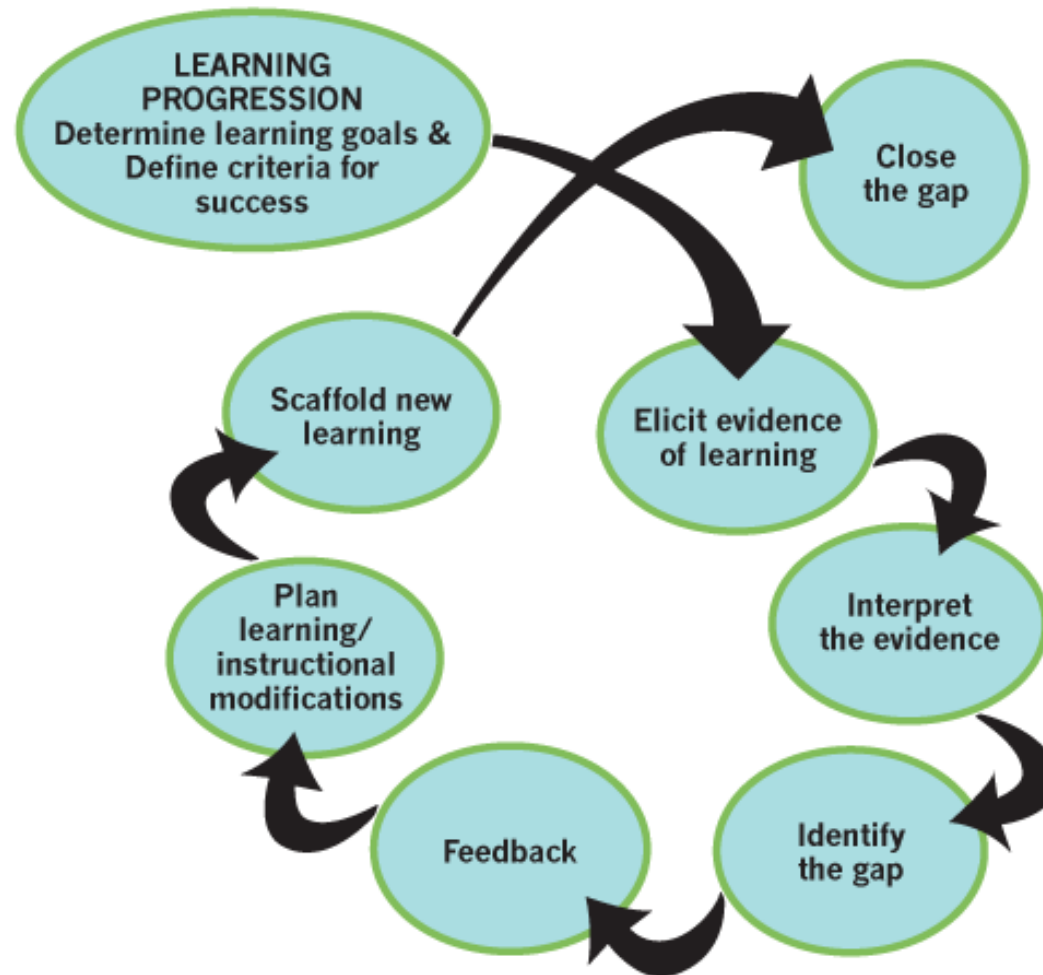 LEARNING
PROGRESSION
Determine learning goals &
Define criteria for
success
Close
the gap
Scaffold new
learning
Elicit evidence
of learning
Interpret
the evidence
Plan
learning/
instructional
modifications
Feedback
Identify
the gap